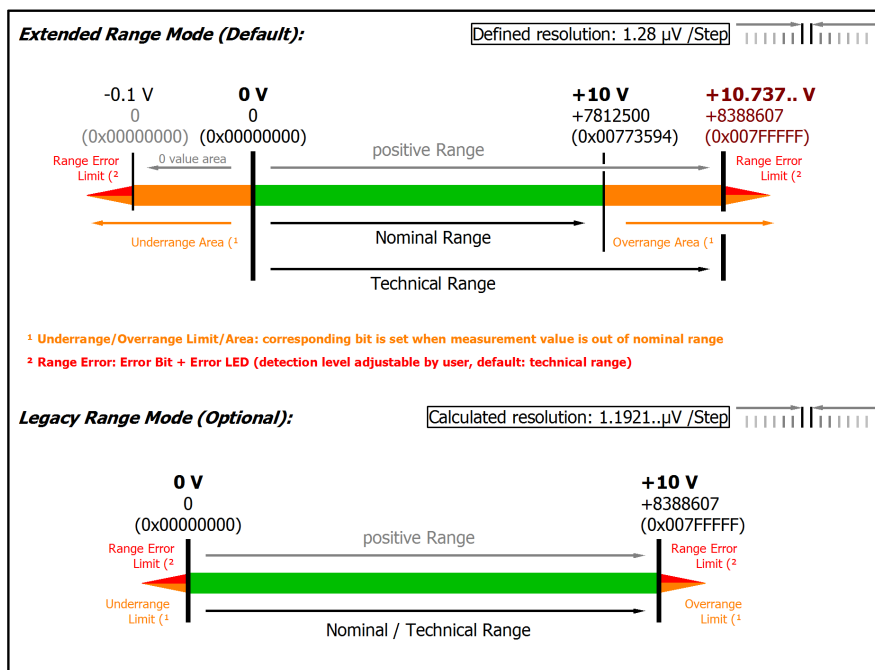 Extended Range Mode (Default):
Defined resolution: 1.28 µV /Step
-0.1 V
0
(0x00000000)
0 V
0
(0x00000000)
+10 V
+7812500
(0x00773594)
+10.737.. V
+8388607
(0x007FFFFF)
Range Error
Limit (²
0 value area
positive Range
Range Error
Limit (²
Underrange Area (¹
Nominal Range
Overrange Area (¹
Technical Range
¹ Underrange/Overrange Limit/Area: corresponding bit is set when measurement value is out of nominal range
² Range Error: Error Bit + Error LED (detection level adjustable by user, default: technical range)
Legacy Range Mode (Optional):
Calculated resolution: 1.1921..µV /Step
0 V
0
(0x00000000)
+10 V
+8388607
(0x007FFFFF)
Range Error
Limit (²
positive Range
Range Error
Limit (²
Underrange
Limit (¹
Nominal / Technical Range
Overrange
Limit (¹